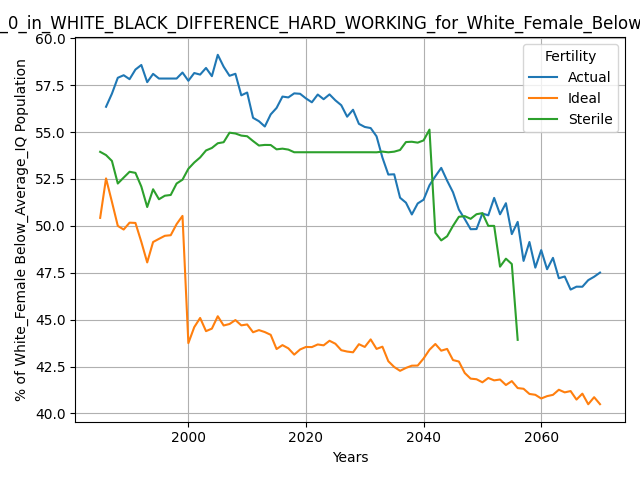 _0_in_WHITE_BLACK_DIFFERENCE_HARD_WORKING_for_White_Female_Below
% of White_Female Below_Average_IQ Population
60.0
57.5
55.0
52.5
50.0
47.5
45.0
42.5
40.0
Fertility
Actual
Ideal
Sterile
2000
2020
2040
2060
Years